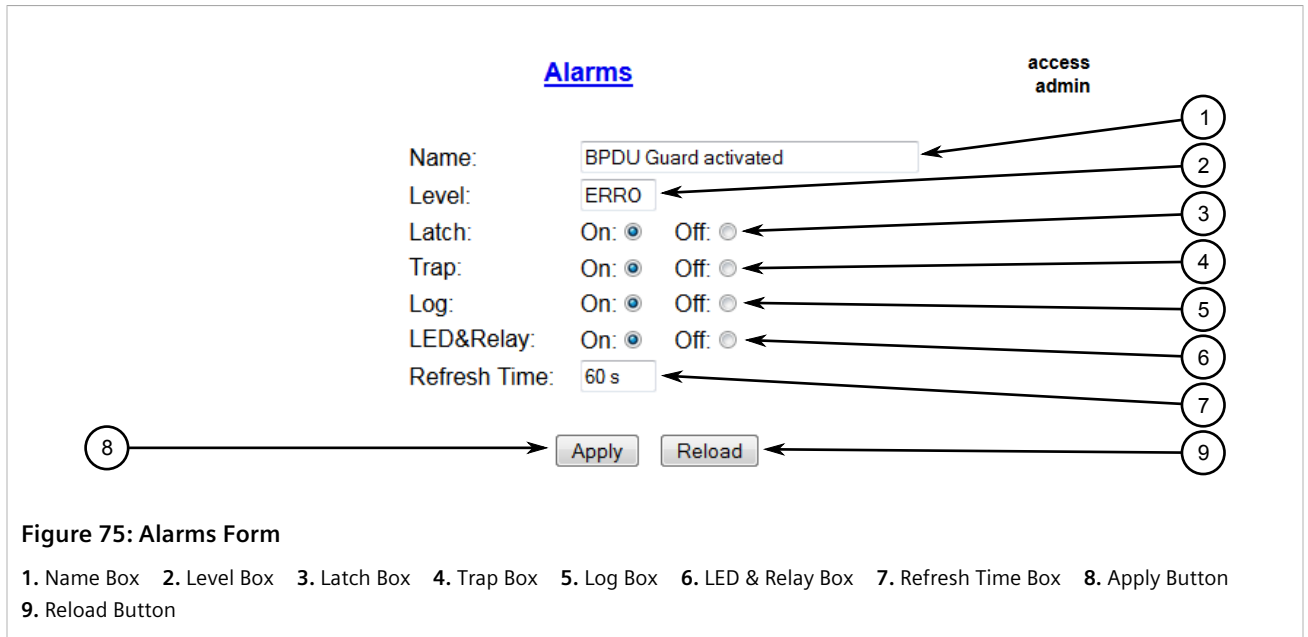 Alarms
access
admin
1
Name: BPDU Guard activated
2
Level: ERRO
3
Latch: On: Off:
4
Trap: On: Off:
5
Log: On: Off:
6
LED&Relay: On: Off:
7
Refresh Time: 60 s
8
Apply Reload
9
Figure 75: Alarms Form
1. Name Box 2. Level Box 3. Latch Box 4. Trap Box 5. Log Box 6. LED & Relay Box 7. Refresh Time Box 8. Apply Button
9. Reload Button